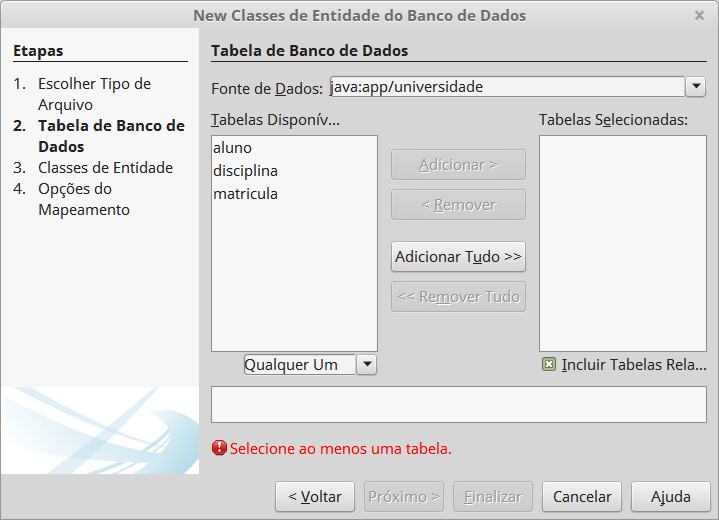 New Classes de Entidade do Banco de Dados
Etapas
1. Escolher Tipo de
Arquivo
2. Tabela de Banco de
Dados
3. Classes de Entidade
4. Opções do
Mapeamento
Tabela de Banco de Dados
Fonte de Dados: java:app/universidade
Tabelas Disponív...
aluno
disciplina
matricula
Qualquer Um
Adicionar >
< Remover
Adicionar Tudo >>
<< Remover Tudo
Tabelas Selecionadas:
Incluir Tabelas Rela...
Selecione ao menos uma tabela.
< Voltar
Próximo >
Finalizar
Cancelar
Ajuda